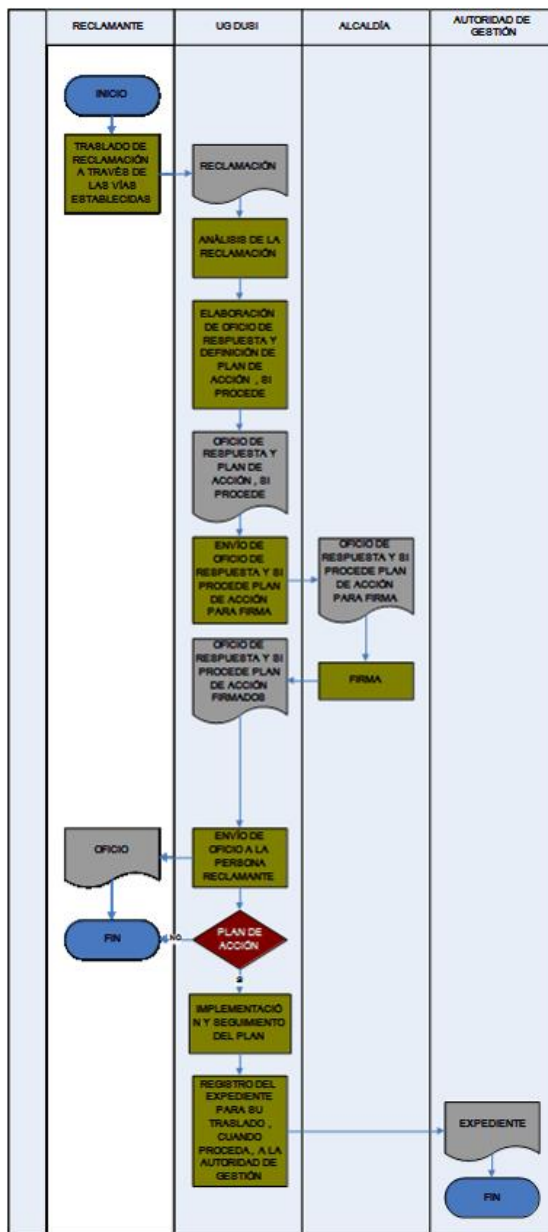 RECLAMANTE
UG DUSI
ALCALDÍA
AUTORIDAD DE
GESTIÓN
INICIO
TRASLADO DE
RECLAMACIÓN
A TRAVÉS DE
LAS VÍAS
ESTABLECIDAS
RECLAMACIÓN
ANÁLISIS DE LA
RECLAMACIÓN
ELABORACIÓN
DE OFICIO DE
RESPUESTA Y
DEFINICIÓN DE
PLAN DE
ACCIÓN , SI
PROCEDE
OFICIO DE
RESPUESTA Y
PLAN DE
ACCIÓN , SI
PROCEDE
ENVÍO DE
OFICIO DE
RESPUESTA Y SI
PROCEDE PLAN
DE ACCIÓN
PARA FIRMA
OFICIO DE
RESPUESTA Y SI
PROCEDE PLAN
DE ACCIÓN
PARA FIRMA
FIRMA
OFICIO DE
RESPUESTA Y SI
PROCEDE PLAN
DE ACCIÓN
FIRMADOS
ENVÍO DE
OFICIO A LA
PERSONA
RECLAMANTE
OFICIO
FIN
NO
PLAN DE
ACCIÓN
SI
IMPLEMENTACIÓ
N Y SEGUIMIENTO
DEL PLAN
REGISTRO DEL
EXPEDIENTE
PARA SU
TRASLADO ,
CUANDO
PROCEDA , A LA
AUTORIDAD DE
GESTIÓN
EXPEDIENTE
FIN